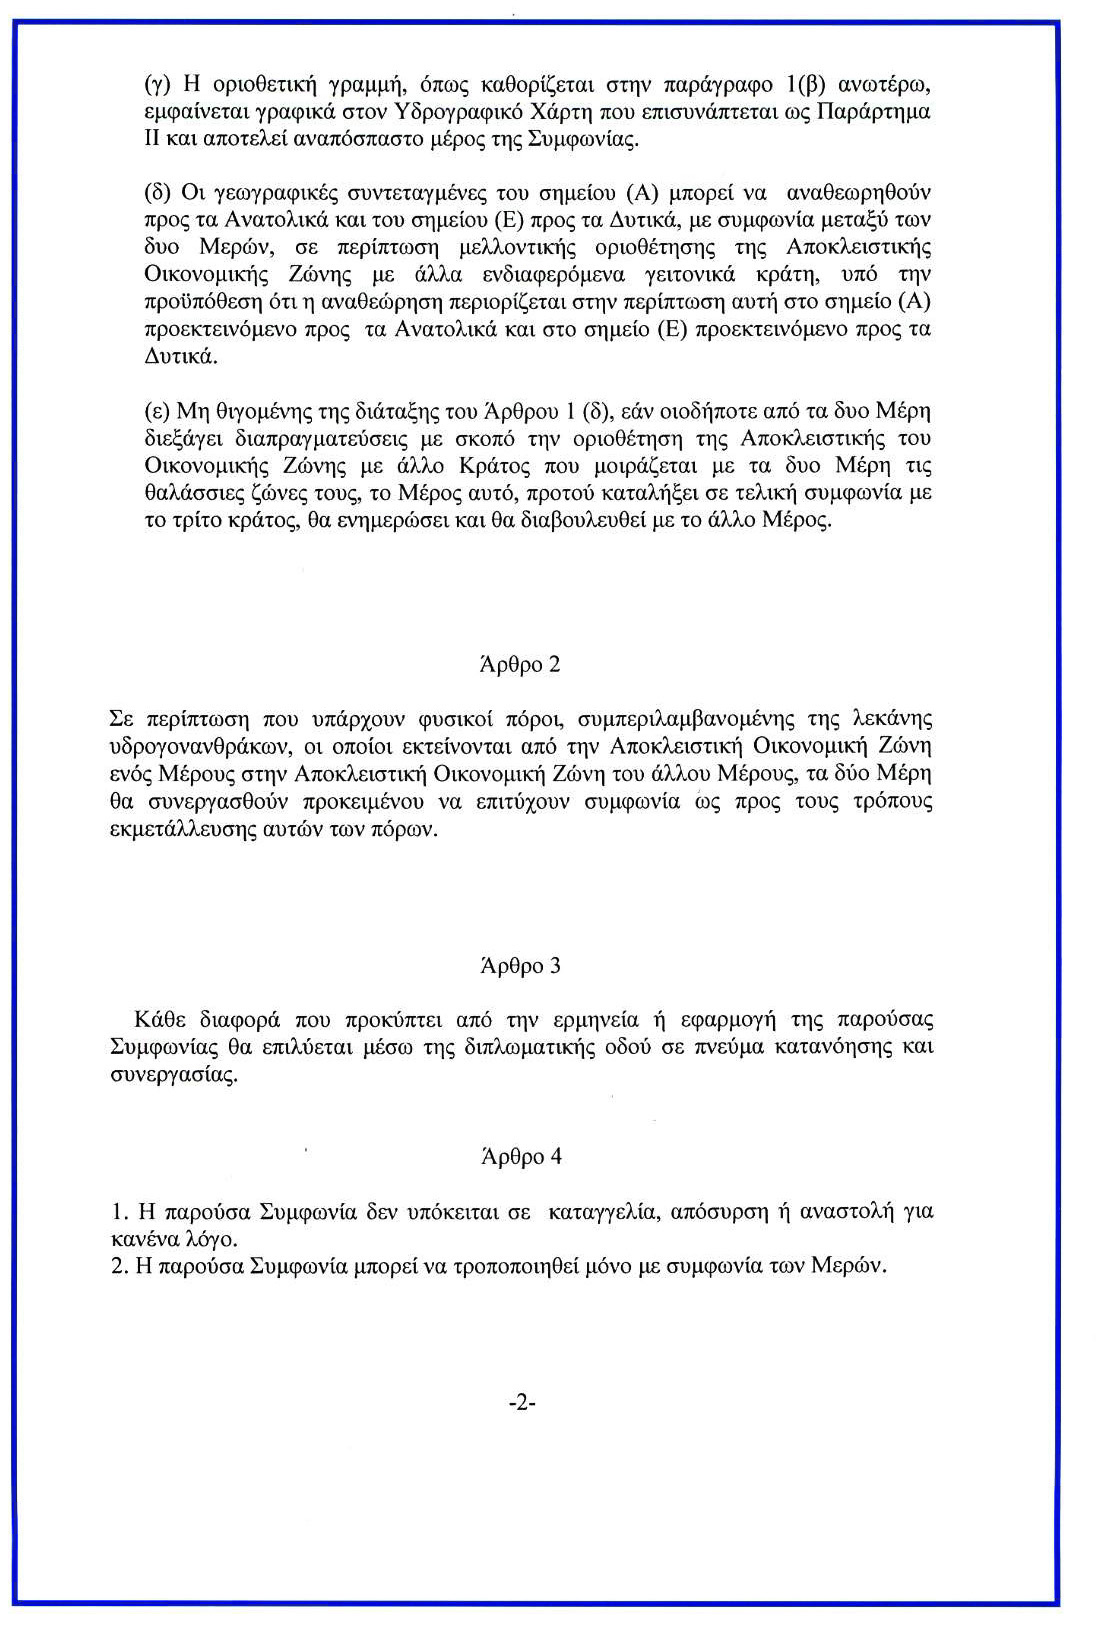 (γ) Η οριοθετική γραμμή, όπως καθορίζεται στην παράγραφο 1(β) ανωτέρω,
εμφαίνεται γραφικά στον Υδρογραφικό Χάρτη που επισυνάπτεται ως Παράρτημα
ΙΙ και αποτελεί αναπόσπαστο μέρος της Συμφωνίας.
(δ) Οι γεωγραφικές συντεταγμένες του σημείου (Α) μπορεί να αναθεωρηθούν
προς τα Ανατολικά και του σημείου (Ε) προς τα Δυτικά, με συμφωνία μεταξύ των
δυο Μερών, σε περίπτωση μελλοντικής οριοθέτησης της Αποκλειστικής
Οικονομικής Ζώνης με άλλα ενδιαφερόμενα γειτονικά κράτη, υπό την
προϋπόθεση ότι η αναθεώρηση περιορίζεται στην περίπτωση αυτή στο σημείο (Α)
προεκτεινόμενο προς τα Ανατολικά και στο σημείο (Ε) προεκτεινόμενο προς τα
Δυτικά.
(ε) Μη θιγομένης της διάταξης του Άρθρου 1 (δ), εάν οιοδήποτε από τα δυο Μέρη
διεξάγει διαπραγματεύσεις με σκοπό την οριοθέτηση της Αποκλειστικής του
Οικονομικής Ζώνης με άλλο Κράτος που μοιράζεται με τα δυο Μέρη τις
θαλάσσιες ζώνες τους, το Μέρος αυτό, προτού καταλήξει σε τελική συμφωνία με
το τρίτο κράτος, θα ενημερώσει και θα διαβουλευθεί με το άλλο Μέρος.
Άρθρο 2
Σε περίπτωση που υπάρχουν φυσικοί πόροι, συμπεριλαμβανομένης της λεκάνης
υδρογονανθράκων, οι οποίοι εκτείνονται από την Αποκλειστική Οικονομική Ζώνη
ενός Μέρους στην Αποκλειστική Οικονομική Ζώνη του άλλου Μέρους, τα δύο Μέρη
θα συνεργασθούν προκειμένου να επιτύχουν συμφωνία ως προς τους τρόπους
εκμετάλλευσης αυτών των πόρων.
Άρθρο 3
Κάθε διαφορά που προκύπτει από την ερμηνεία ή εφαρμογή της παρούσας
Συμφωνίας θα επιλύεται μέσω της διπλωματικής οδού σε πνεύμα κατανόησης και
συνεργασίας.
Άρθρο 4
1. Η παρούσα Συμφωνία δεν υπόκειται σε καταγγελία, απόσυρση ή αναστολή για
κανένα λόγο.
2. Η παρούσα Συμφωνία μπορεί να τροποποιηθεί μόνο με συμφωνία των Μερών.
-2-